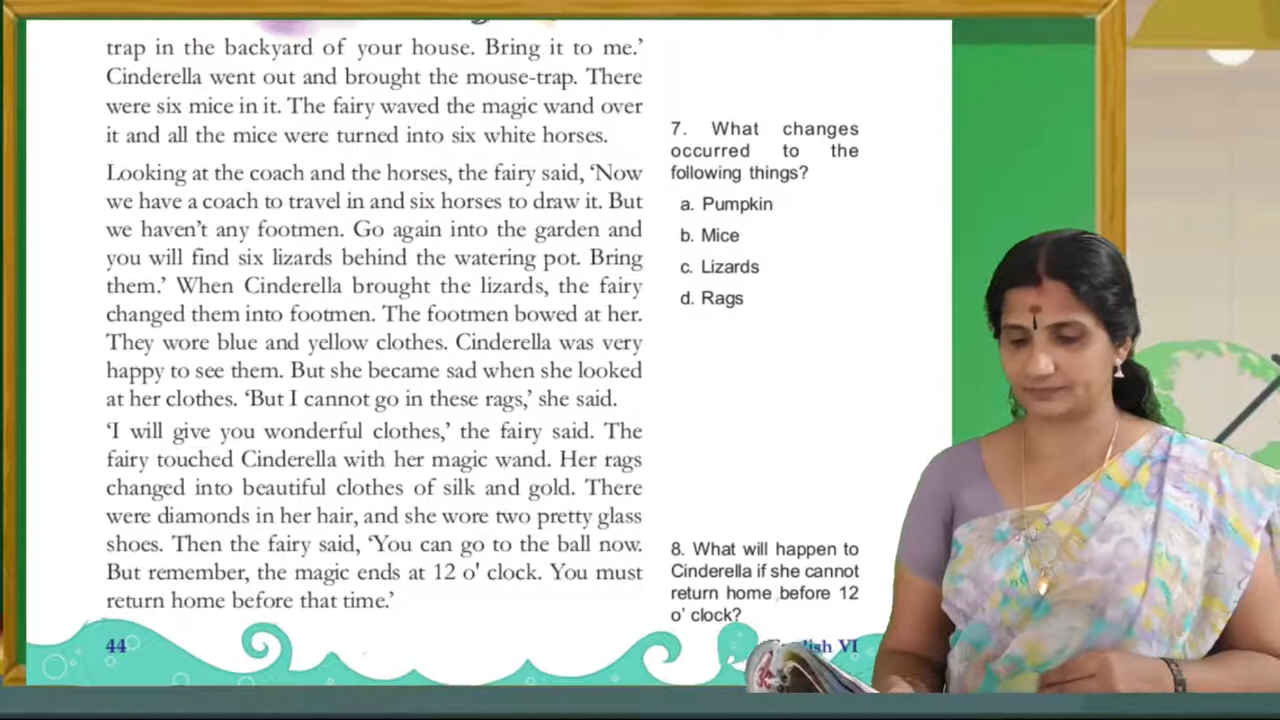 trap in the backyard of your house. Bring it to me.’
Cinderella went out and brought the mouse-trap. There
were six mice in it. The fairy waved the magic wand over
it and all the mice were turned into six white horses.
Looking at the coach and the horses, the fairy said, ‘Now
we have a coach to travel in and six horses to draw it. But
we haven’t any footmen. Go again into the garden and
you will find six lizards behind the watering pot. Bring
them.’ When Cinderella brought the lizards, the fairy
changed them into footmen. The footmen bowed at her.
They wore blue and yellow clothes. Cinderella was very
happy to see them. But she became sad when she looked
at her clothes. ‘But I cannot go in these rags,’ she said.
‘I will give you wonderful clothes,’ the fairy said. The
fairy touched Cinderella with her magic wand. Her rags
changed into beautiful clothes of silk and gold. There
were diamonds in her hair, and she wore two pretty glass
shoes. Then the fairy said, ‘You can go to the ball now.
But remember, the magic ends at 12 o' clock. You must
return home before that time.’
7. What changes
occurred to the
following things?
a. Pumpkin
b. Mice
c. Lizards
d. Rags
8. What will happen to
Cinderella if she cannot
return home before 12
o’ clock?
44
VI